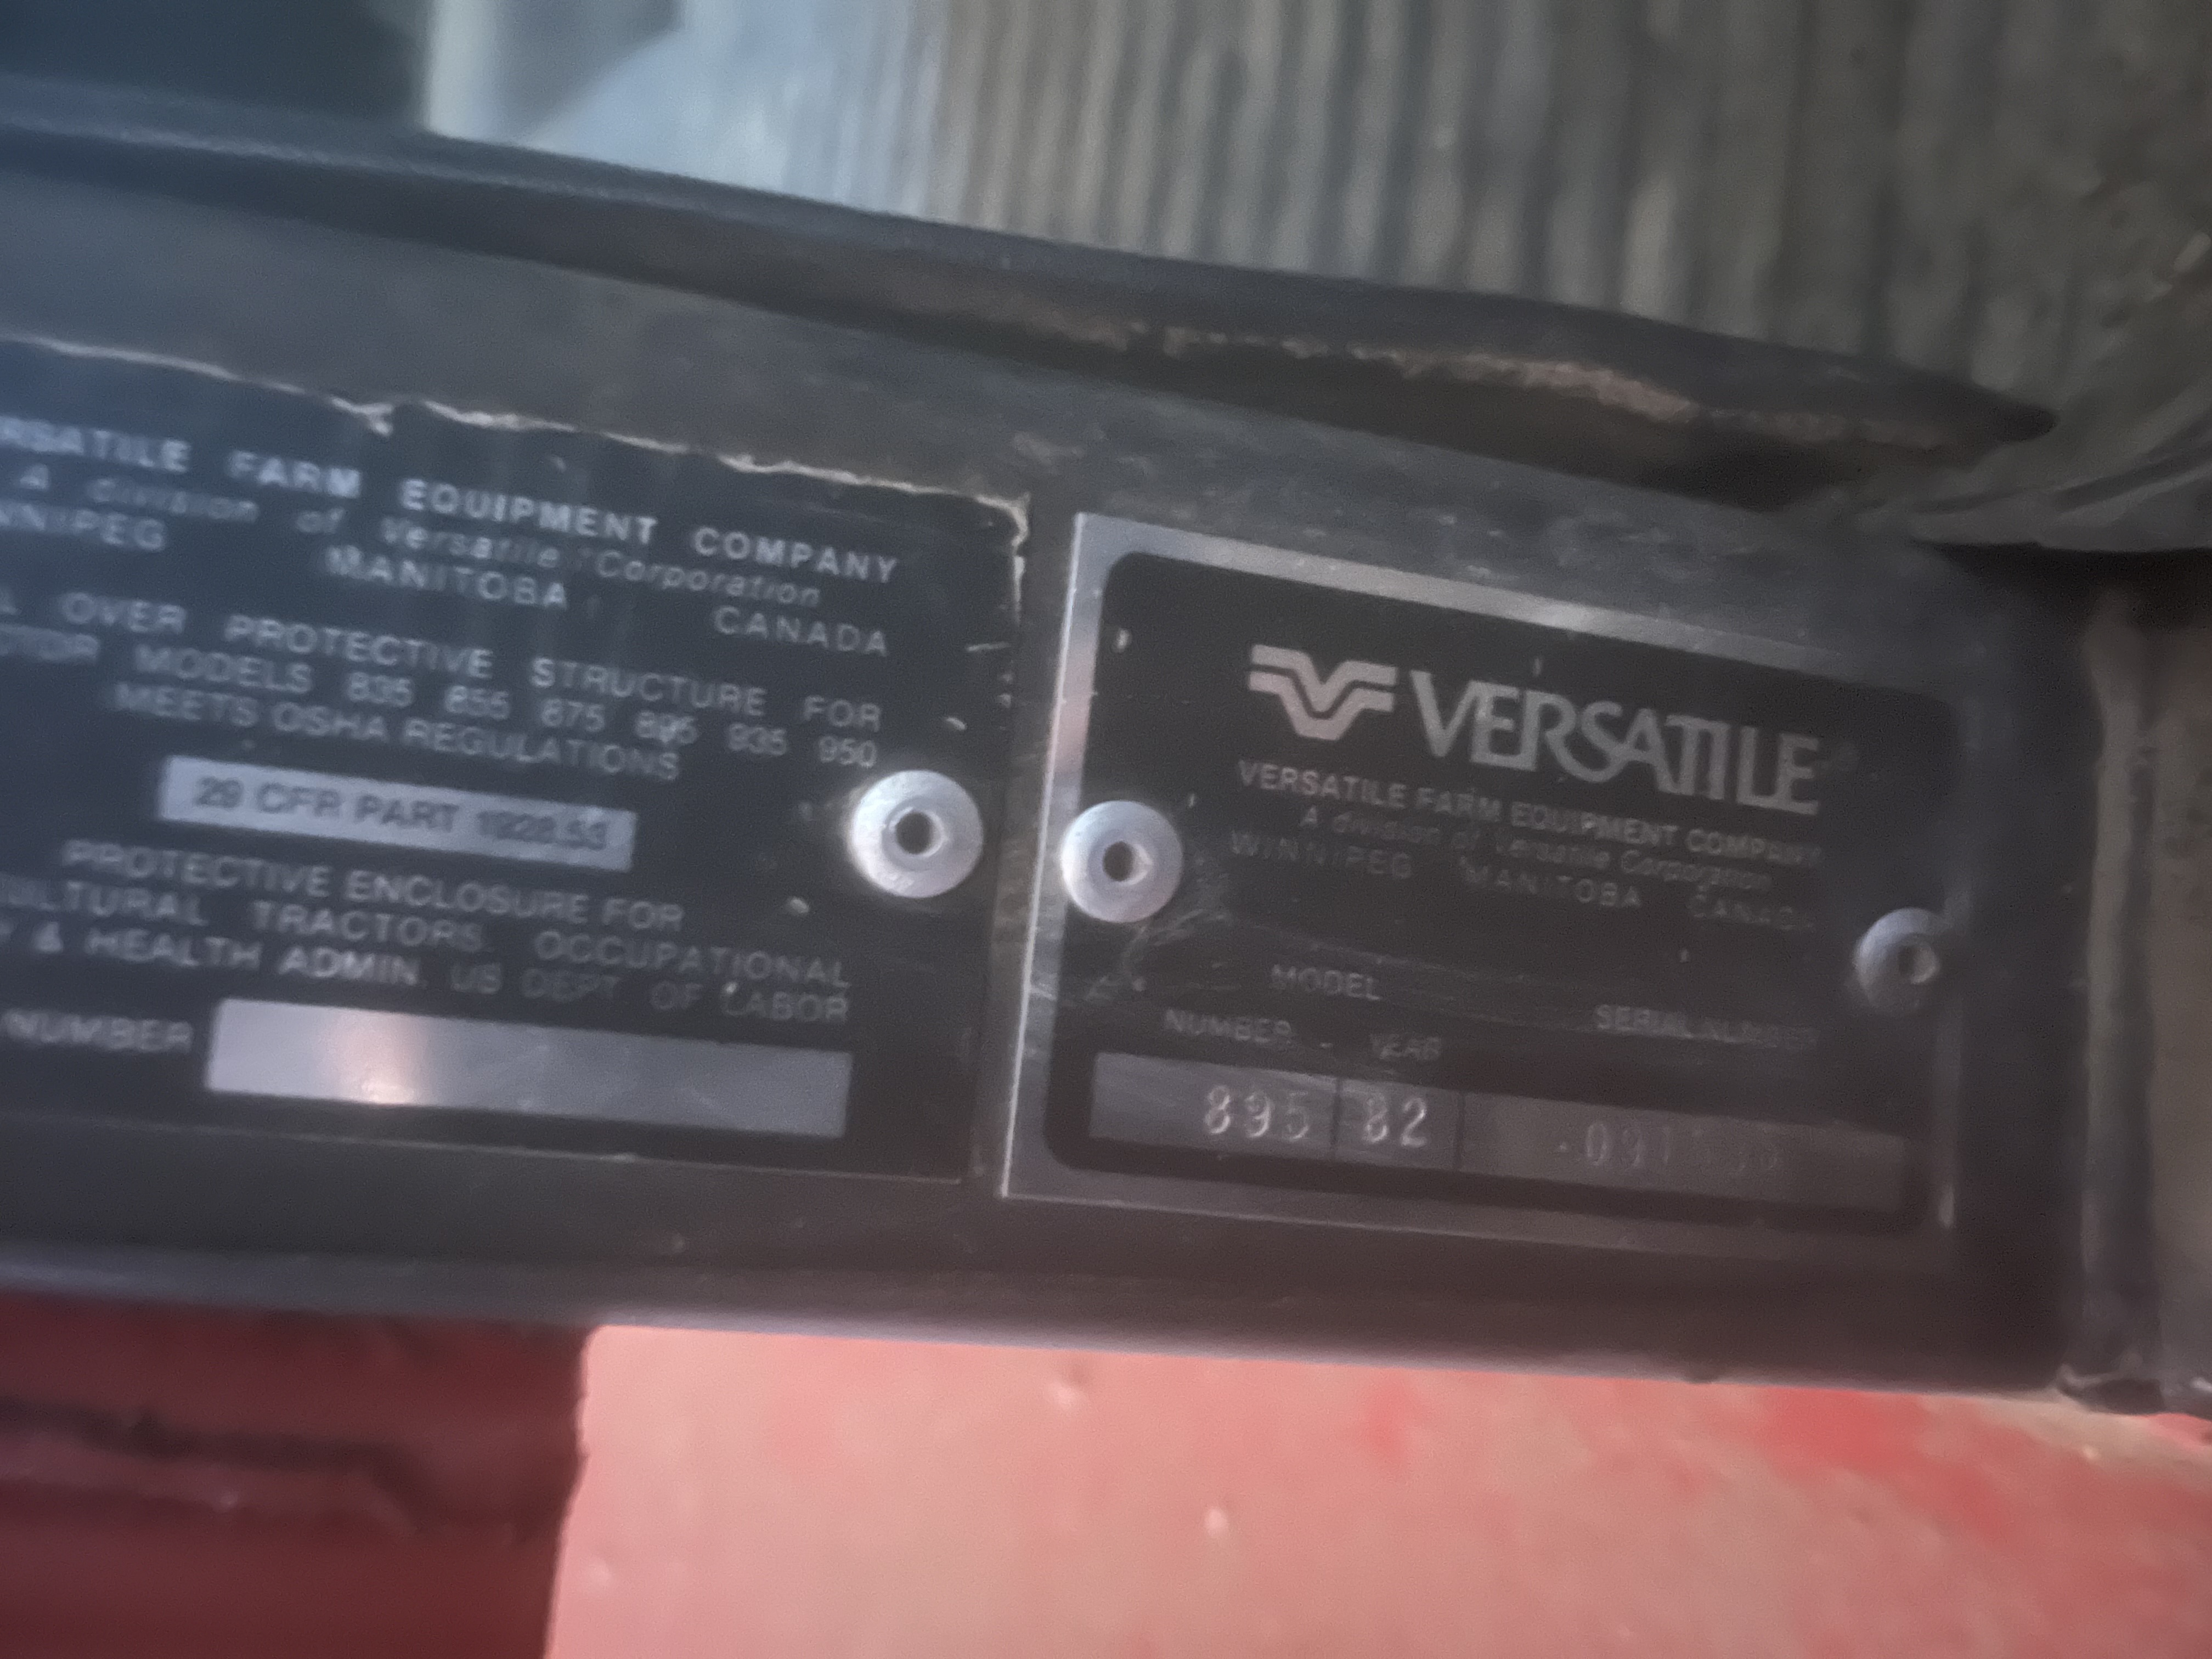 RSATILE FARM EQUIPMENT COMPANY
A division of Versatile Corporation
NNIPEG MANITOBA CANADA
L OVER PROTECTIVE STRUCTURE FOR
TOR MODELS 835 855 875 895 935 950
MEETS OSHA REGULATIONS
29 CFR PART 1928.53
PROTECTIVE ENCLOSURE FOR
ULTURAL TRACTORS. OCCUPATIONAL
Y & HEALTH ADMIN. US DEPT OF LABOR
NUMBER
VERSATILE
VERSATILE FARM EQUIPMENT COMPANY
A division of Versatile Corporation
WINNIPEG MANITOBA CANADA
MODEL
NUMBER YEAR SERIAL NUMBER
895 82